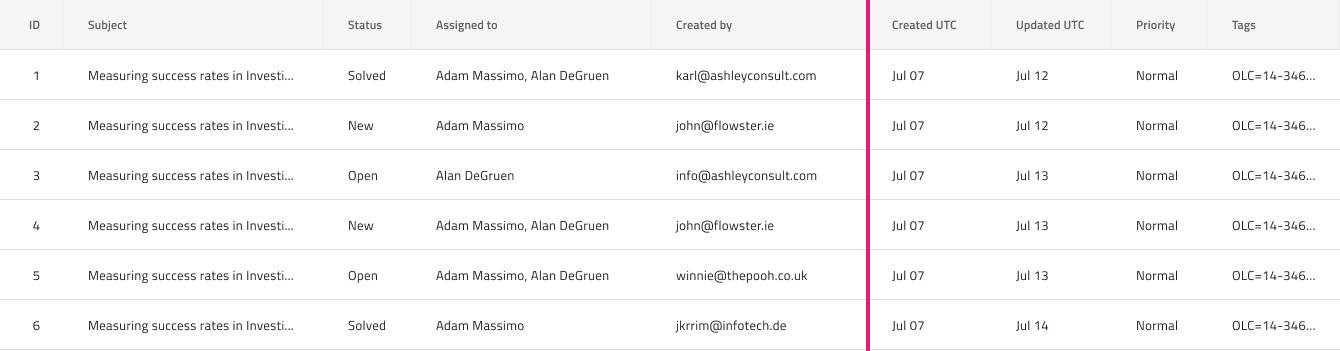 ID Subject Status Assigned to Created by Created UTC Updated UTC Priority Tags
1 Measuring success rates in Investi... Solved Adam Massimo, Alan DeGruen karl@ashleyconsult.com Jul 07 Jul 12 Normal OLC=14-346...
2 Measuring success rates in Investi... New Adam Massimo john@flowster.ie Jul 07 Jul 12 Normal OLC=14-346...
3 Measuring success rates in Investi... Open Alan DeGruen info@ashleyconsult.com Jul 07 Jul 13 Normal OLC=14-346...
4 Measuring success rates in Investi... New Adam Massimo, Alan DeGruen john@flowster.ie Jul 07 Jul 13 Normal OLC=14-346...
5 Measuring success rates in Investi... Open Adam Massimo, Alan DeGruen winnie@thepooh.co.uk Jul 07 Jul 13 Normal OLC=14-346...
6 Measuring success rates in Investi... Solved Adam Massimo jkrrim@infotech.de Jul 07 Jul 14 Normal OLC=14-346...